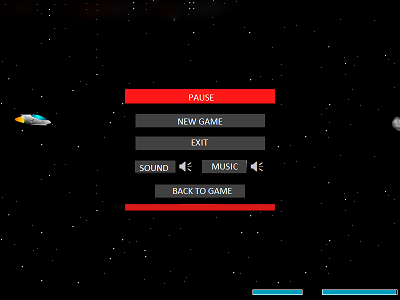 PAUSE
NEW GAME
EXIT
SOUND MUSIC
BACK TO GAME